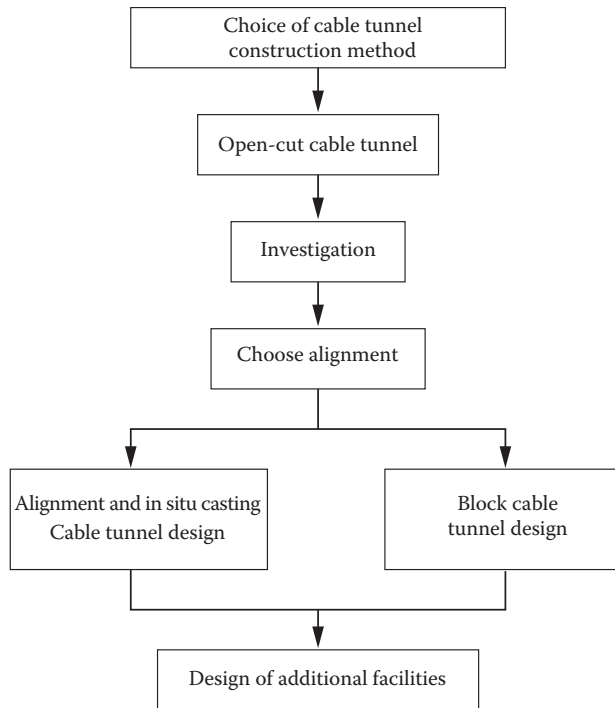 Choice of cable tunnel
construction method
Open-cut cable tunnel
Investigation
Choose alignment
Alignment and in situ casting
Cable tunnel design
Block cable
tunnel design
Design of additional facilities